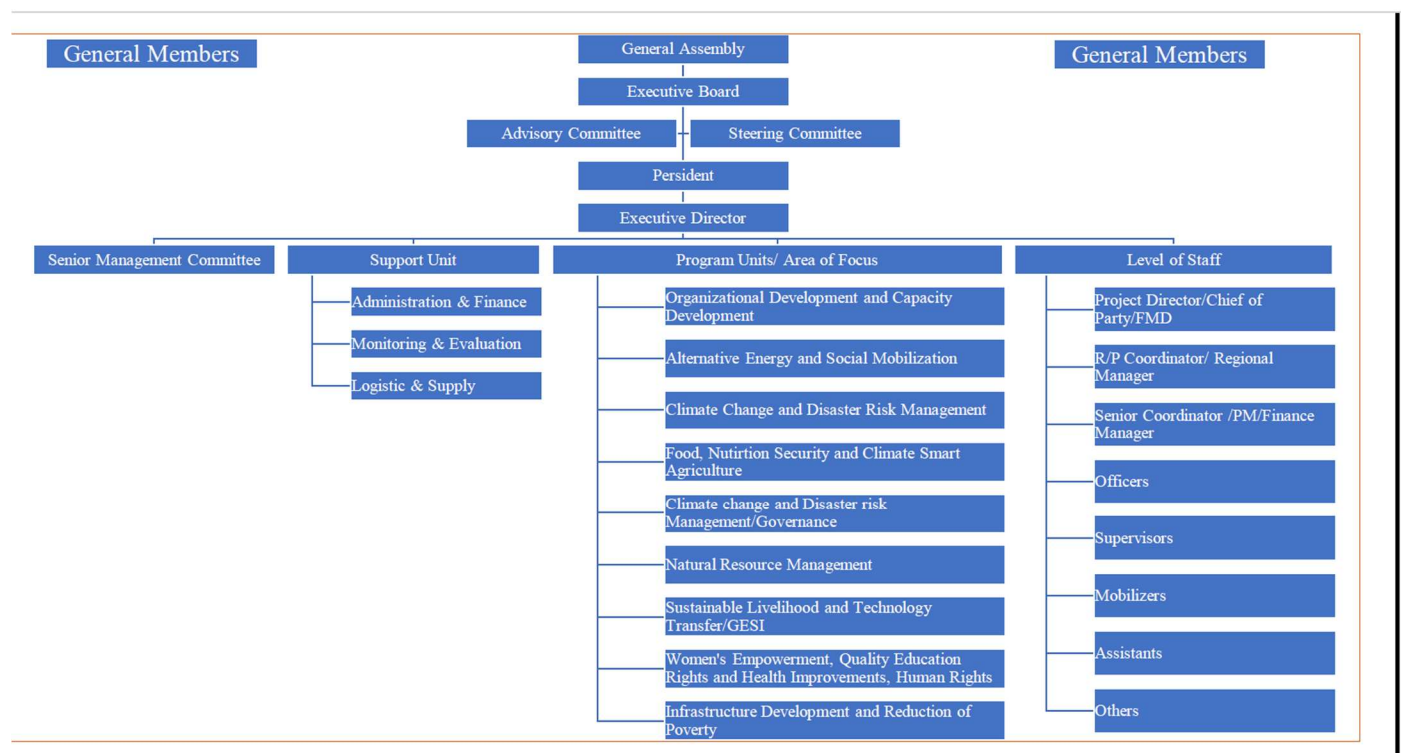 General Members
General Assembly
General Members
Executive Board
Advisory Committee
Steering Committee
Persident
Executive Director
Senior Management Committee
Support Unit
Administration & Finance
Monitoring & Evaluation
Logistic & Supply
Program Units/ Area of Focus
Organizational Development and Capacity
Development
Alternative Energy and Social Mobilization
Climate Change and Disaster Risk Management
Food, Nutirtion Security and Climate Smart
Agriculture
Climate change and Disaster risk
Management/Governance
Natural Resource Management
Sustainable Livelihood and Technology
Transfer/GESI
Women's Empowerment, Quality Education
Rights and Health Improvements, Human Rights
Infrastructure Development and Reduction of
Poverty
Level of Staff
Project Director/Chief of
Party/FMD
R/P Coordinator/ Regional
Manager
Senior Coordinator /PM/Finance
Manager
Officers
Supervisors
Mobilizers
Assistants
Others